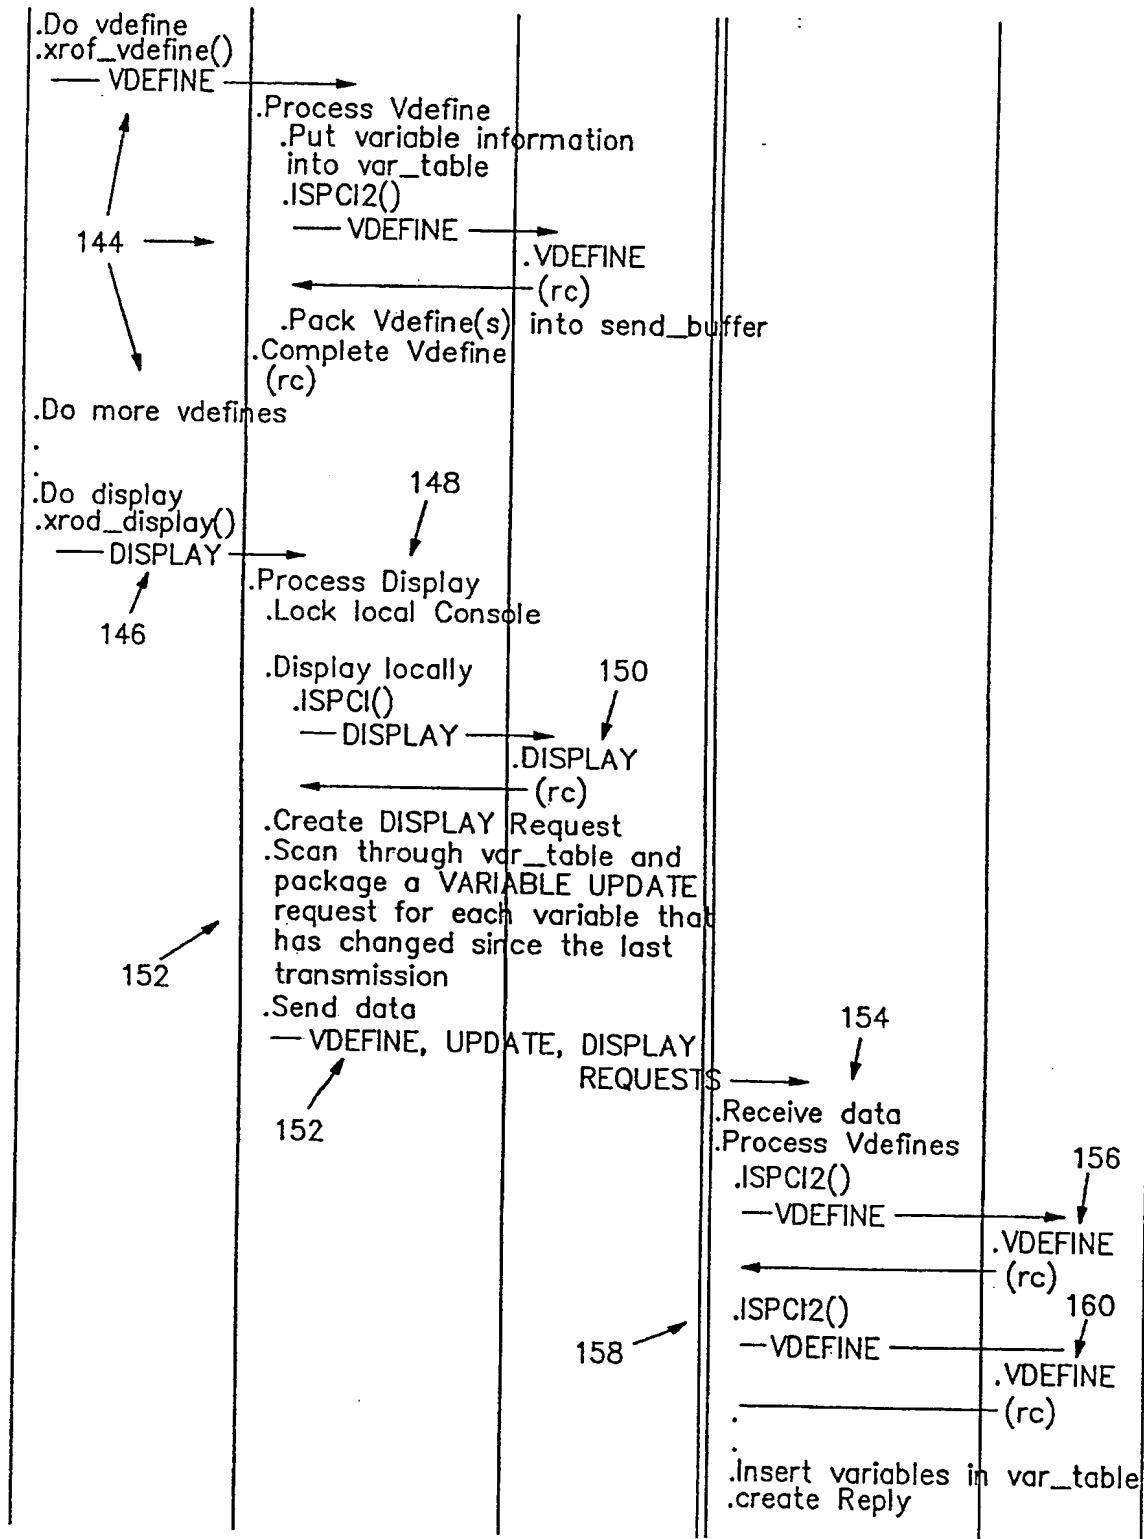 .Do vdefine
.xrof_vdefine()
VDEFINE
.Process Vdefine
.Put variable information
into var_table
.ISPCI2()
144
VDEFINE
.VDEFINE
(rc)
.Pack Vdefine(s) into send_buffer
.Complete Vdefine
(rc)
.Do more vdefines
.
.
.Do display
148
.xrod_display()
DISPLAY
.Process Display
146
.Lock local Console
.Display locally
150
.ISPCI()
DISPLAY
.DISPLAY
(rc)
.Create DISPLAY Request
.Scan through var_table and
package a VARIABLE UPDATE
request for each variable that
has changed since the last
152
transmission
.Send data
154
VDEFINE, UPDATE, DISPLAY
REQUESTS
152
.Receive data
.Process Vdefines
156
.ISPCI2()
VDEFINE
.VDEFINE
(rc)
.ISPCI2()
160
158
VDEFINE
.VDEFINE
(rc)
.
.
.Insert variables in var_table
.create Reply